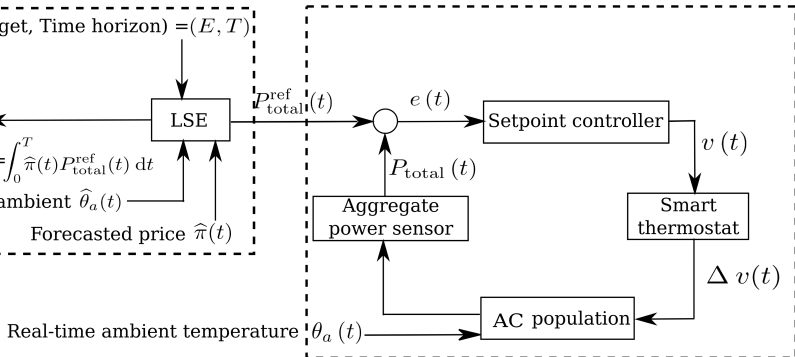 get, Time horizon) =(E, T)
P_total^ref (t)
e (t)
LSE
Setpoint controller
v (t)
=∫_0^T π̂(t)P_total^ref(t) dt
P_total (t)
ambient θ̂_a(t)
Aggregate
power sensor
Smart
thermostat
Forecasted price π̂(t)
Δ v(t)
AC population
Real-time ambient temperature θ_a (t)